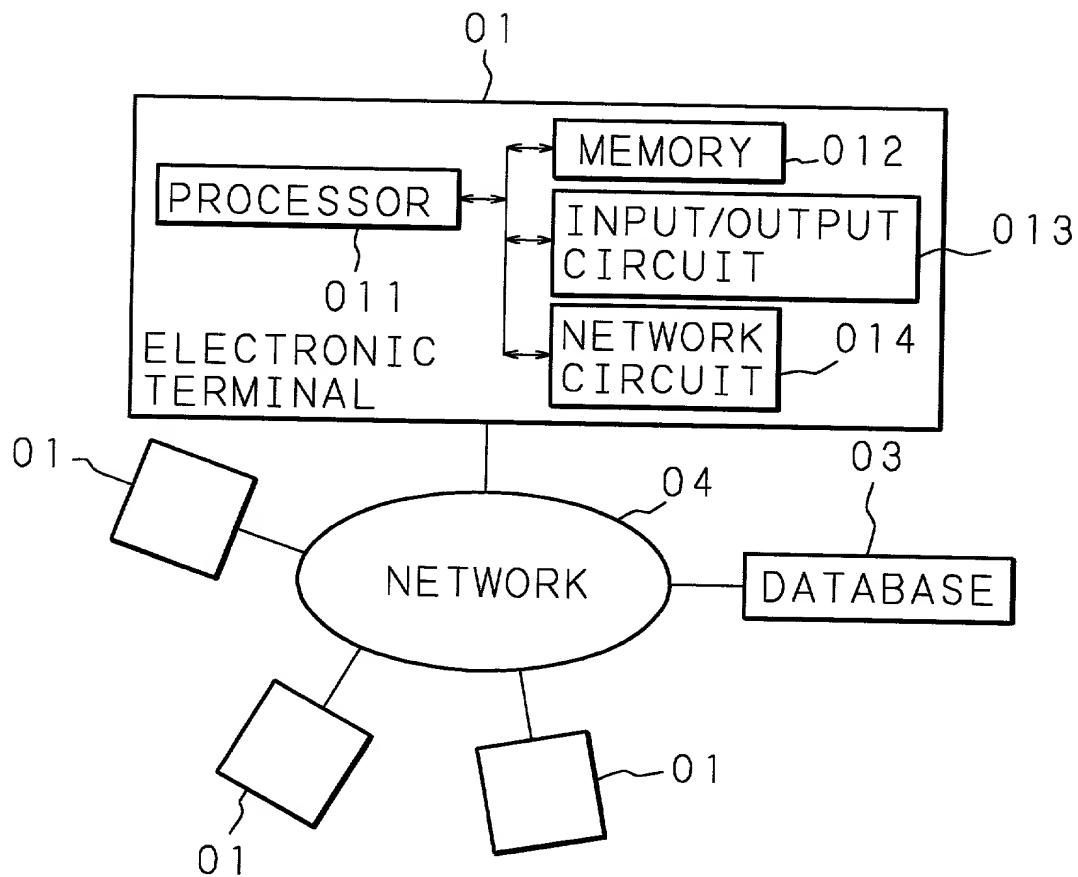 01
MEMORY
012
PROCESSOR
INPUT/OUTPUT
CIRCUIT
013
011
NETWORK
CIRCUIT
014
ELECTRONIC
TERMINAL
01
04
03
NETWORK
DATABASE
01
01